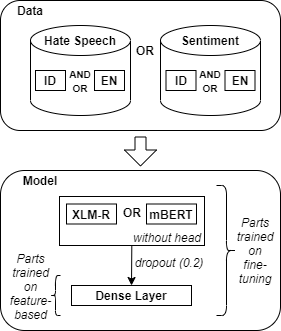 Data
Hate Speech
OR
Sentiment
ID AND OR EN
ID AND OR EN
Model
XLM-R OR mBERT
without head
dropout (0.2)
Dense Layer
Parts
trained
on
feature-
based
Parts
trained
on
fine-
tuning